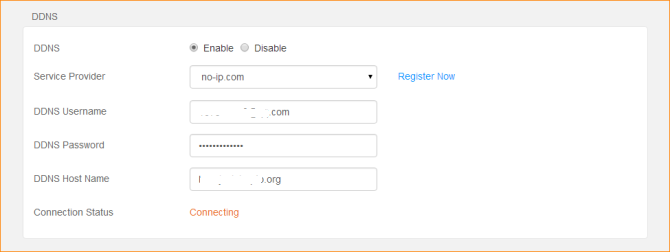 DDNS
DDNS Enable Disable
Service Provider no-ip.com Register Now
DDNS Username .com
DDNS Password •••••••••••••
DDNS Host Name .org
Connection Status Connecting